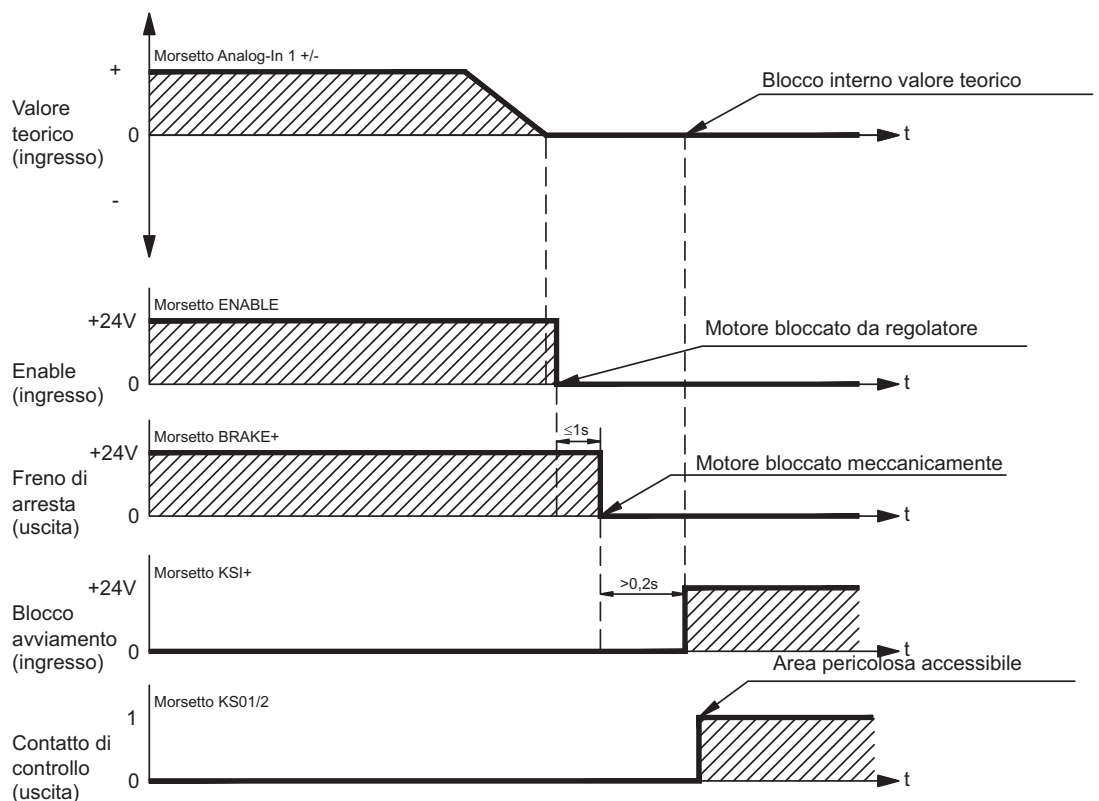 Morsetto Analog-In 1 +/-
+
Blocco interno valore teorico
Valore
teorico
(ingresso)
0
t
-
Morsetto ENABLE
+24V
Motore bloccato da regolatore
Enable
(ingresso)
0
t
Morsetto BRAKE+
≤1s
+24V
Motore bloccato meccanicamente
Freno di
arresta
(uscita)
0
t
Morsetto KSI+
+24V
>0,2s
Blocco
avviamento
(ingresso)
0
t
Area pericolosa accessibile
Morsetto KS01/2
1
Contatto di
controllo
(uscita)
0
t